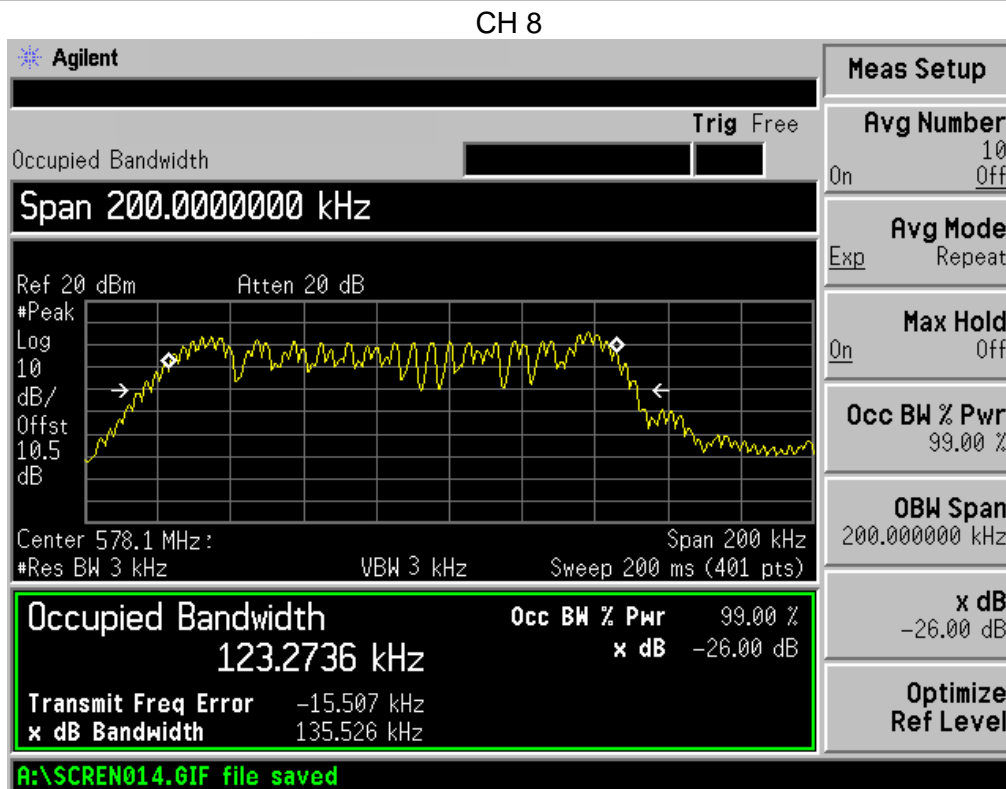 CH 8
Agilent
Meas Setup
Trig Free
Occupied Bandwidth
Span 200.0000000 kHz
Ref 20 dBm Atten 20 dB
#Peak
Log
10
dB/
Offst
10.5
dB
Center 578.1 MHz Span 200 kHz
#Res BW 3 kHz VBW 3 kHz Sweep 200 ms (401 pts)
Occupied Bandwidth
123.2736 kHz
Occ BW % Pwr 99.00 %
x dB -26.00 dB
Transmit Freq Error -15.507 kHz
x dB Bandwidth 135.526 kHz
A:\SCREN014.GIF file saved
Avg Number
10
On Off
Avg Mode
Exp Repeat
Max Hold
On Off
Occ BW % Pwr
99.00 %
OBW Span
200.000000 kHz
x dB
-26.00 dB
Optimize
Ref Level